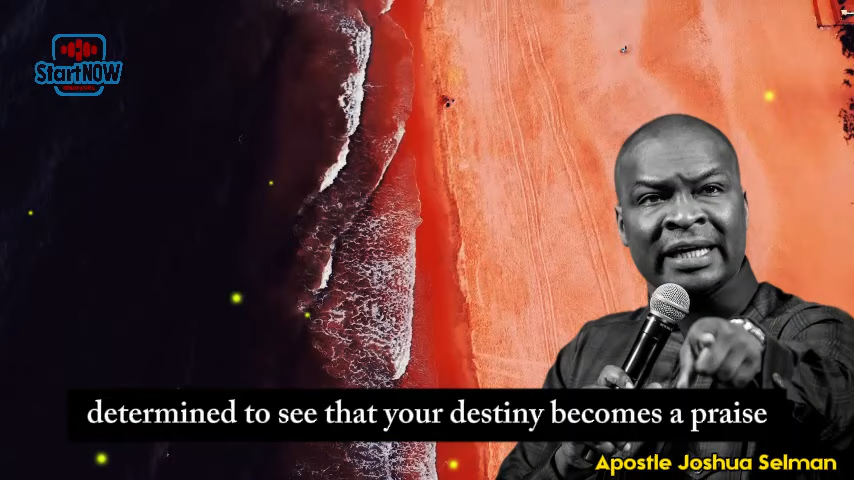 StartNOW
determined to see that your destiny becomes a praise
Apostle Joshua Selman